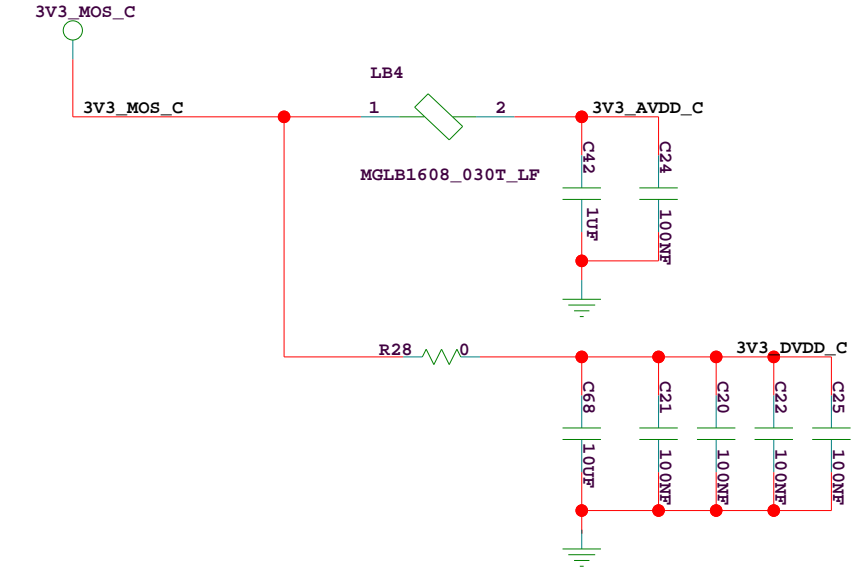 3V3_MOS_C
LB4
3V3_MOS_C
1
2
3V3_AVDD_C
C42
C24
MGLB1608_030T_LF
1UF
100NF
R28
0
3V3_DVDD_C
C68
C21
C20
C22
C25
10UF
100NF
100NF
100NF
100NF